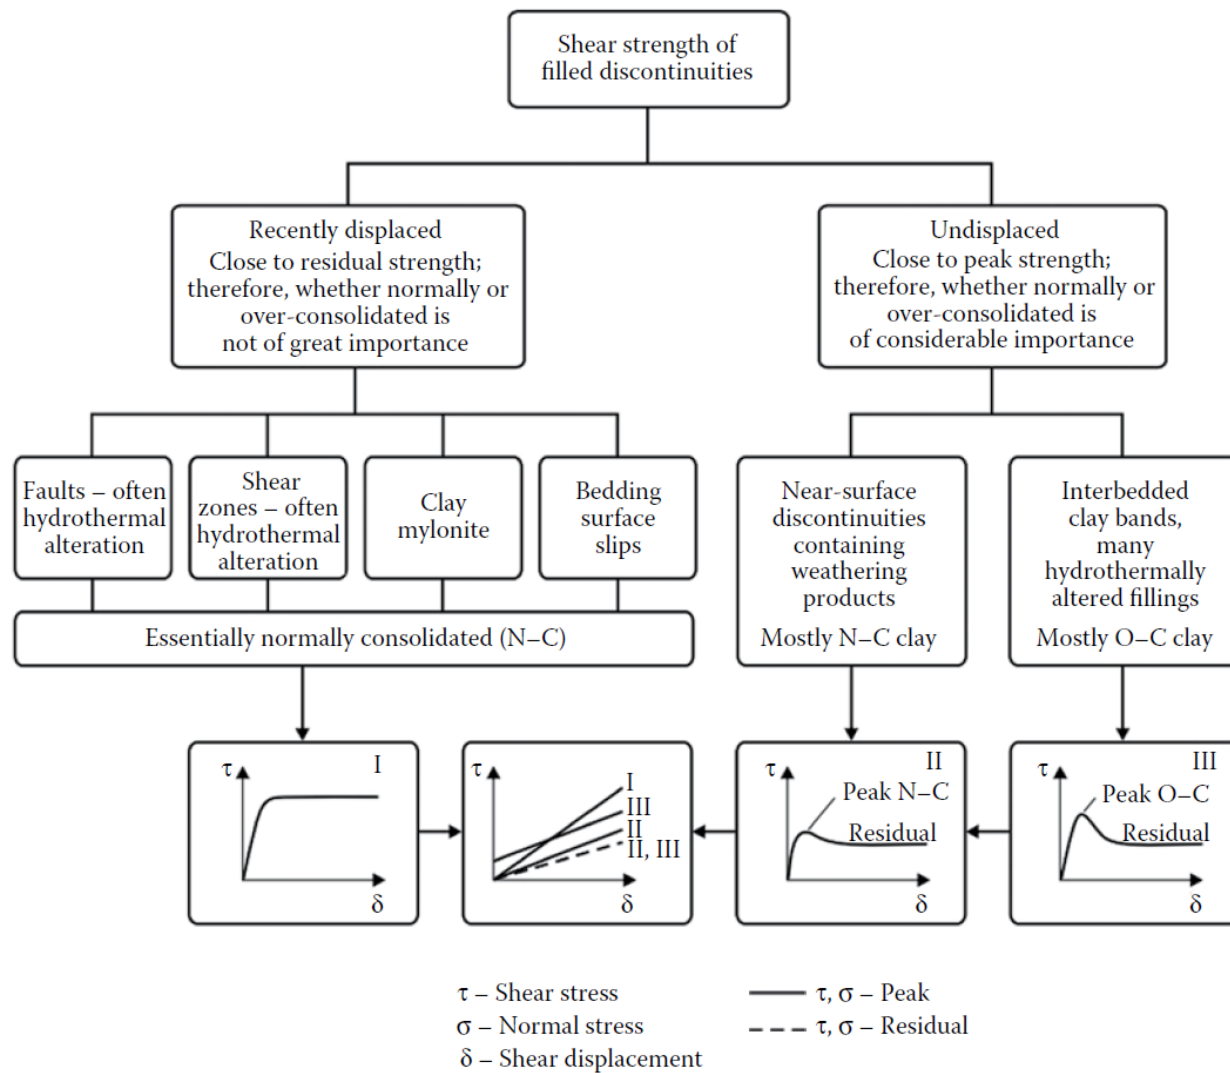 Shear strength of
filled discontinuities
Recently displaced
Close to residual strength;
therefore, whether normally or
over-consolidated is
not of great importance
Undisplaced
Close to peak strength;
therefore, whether normally or
over-consolidated is
of considerable importance
Faults – often
hydrothermal
alteration
Shear
zones – often
hydrothermal
alteration
Clay
mylonite
Bedding
surface
slips
Near-surface
discontinuities
containing
weathering
products
Mostly N–C clay
Interbedded
clay bands,
many
hydrothermally
altered fillings
Mostly O–C clay
Essentially normally consolidated (N–C)
τ
I
δ
τ
I
III
II
II, III
δ
τ
II
Peak N–C
Residual
δ
τ
III
Peak O–C
Residual
δ
τ – Shear stress
σ – Normal stress
δ – Shear displacement
τ, σ – Peak
τ, σ – Residual